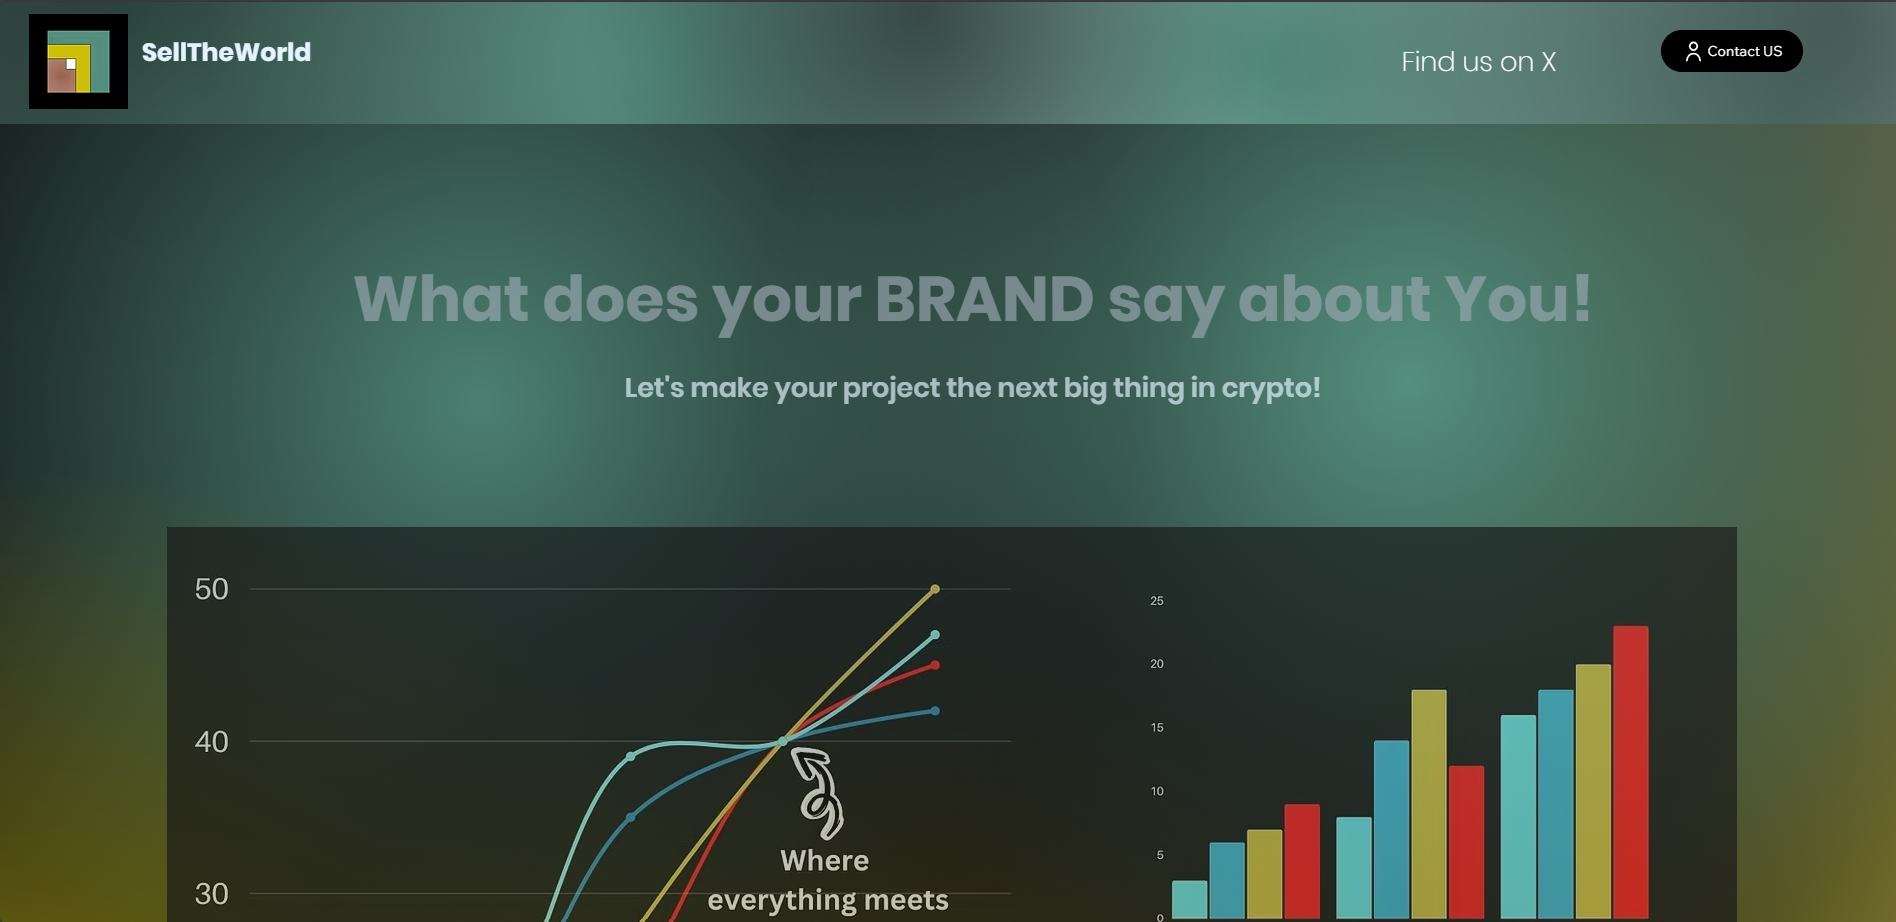 SellTheWorld
Find us on X
Contact US
What does your BRAND say about You!
Let's make your project the next big thing in crypto!
50
40
30
Where
everything meets
25
20
15
10
5
0